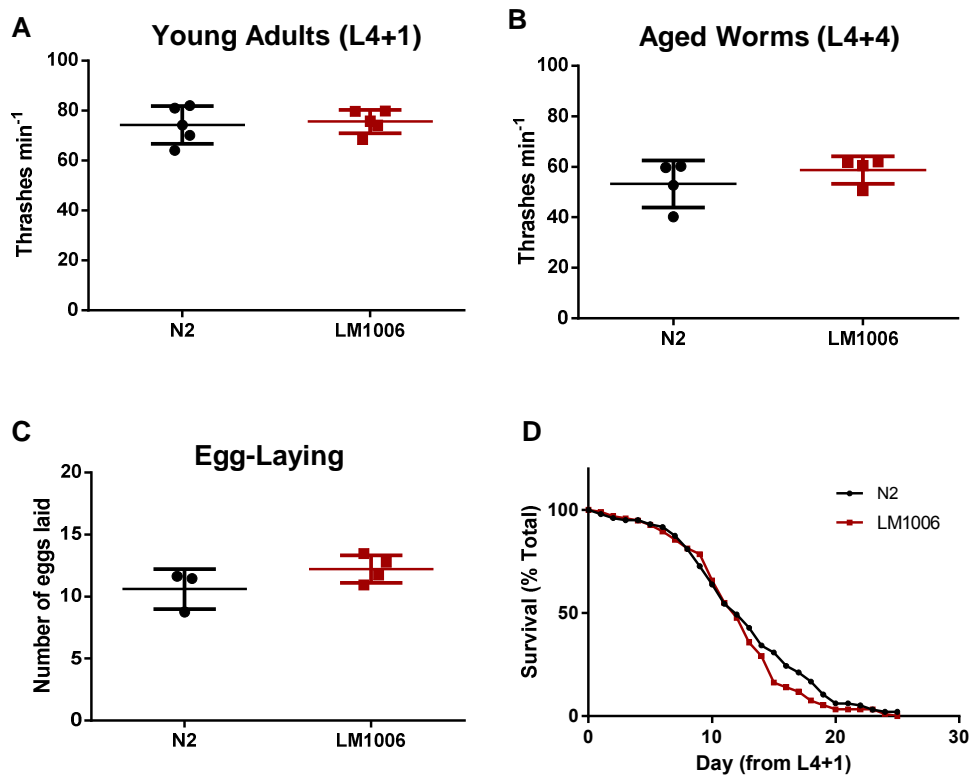 A
Young Adults (L4+1)
Thrashes min-1
100
80
60
40
20
0
N2
LM1006
B
Aged Worms (L4+4)
Thrashes min-1
100
80
60
40
20
0
N2
LM1006
C
Egg-Laying
Number of eggs laid
20
15
10
5
0
N2
LM1006
D
N2
LM1006
Survival (% Total)
100
50
0
0
10
20
30
Day (from L4+1)